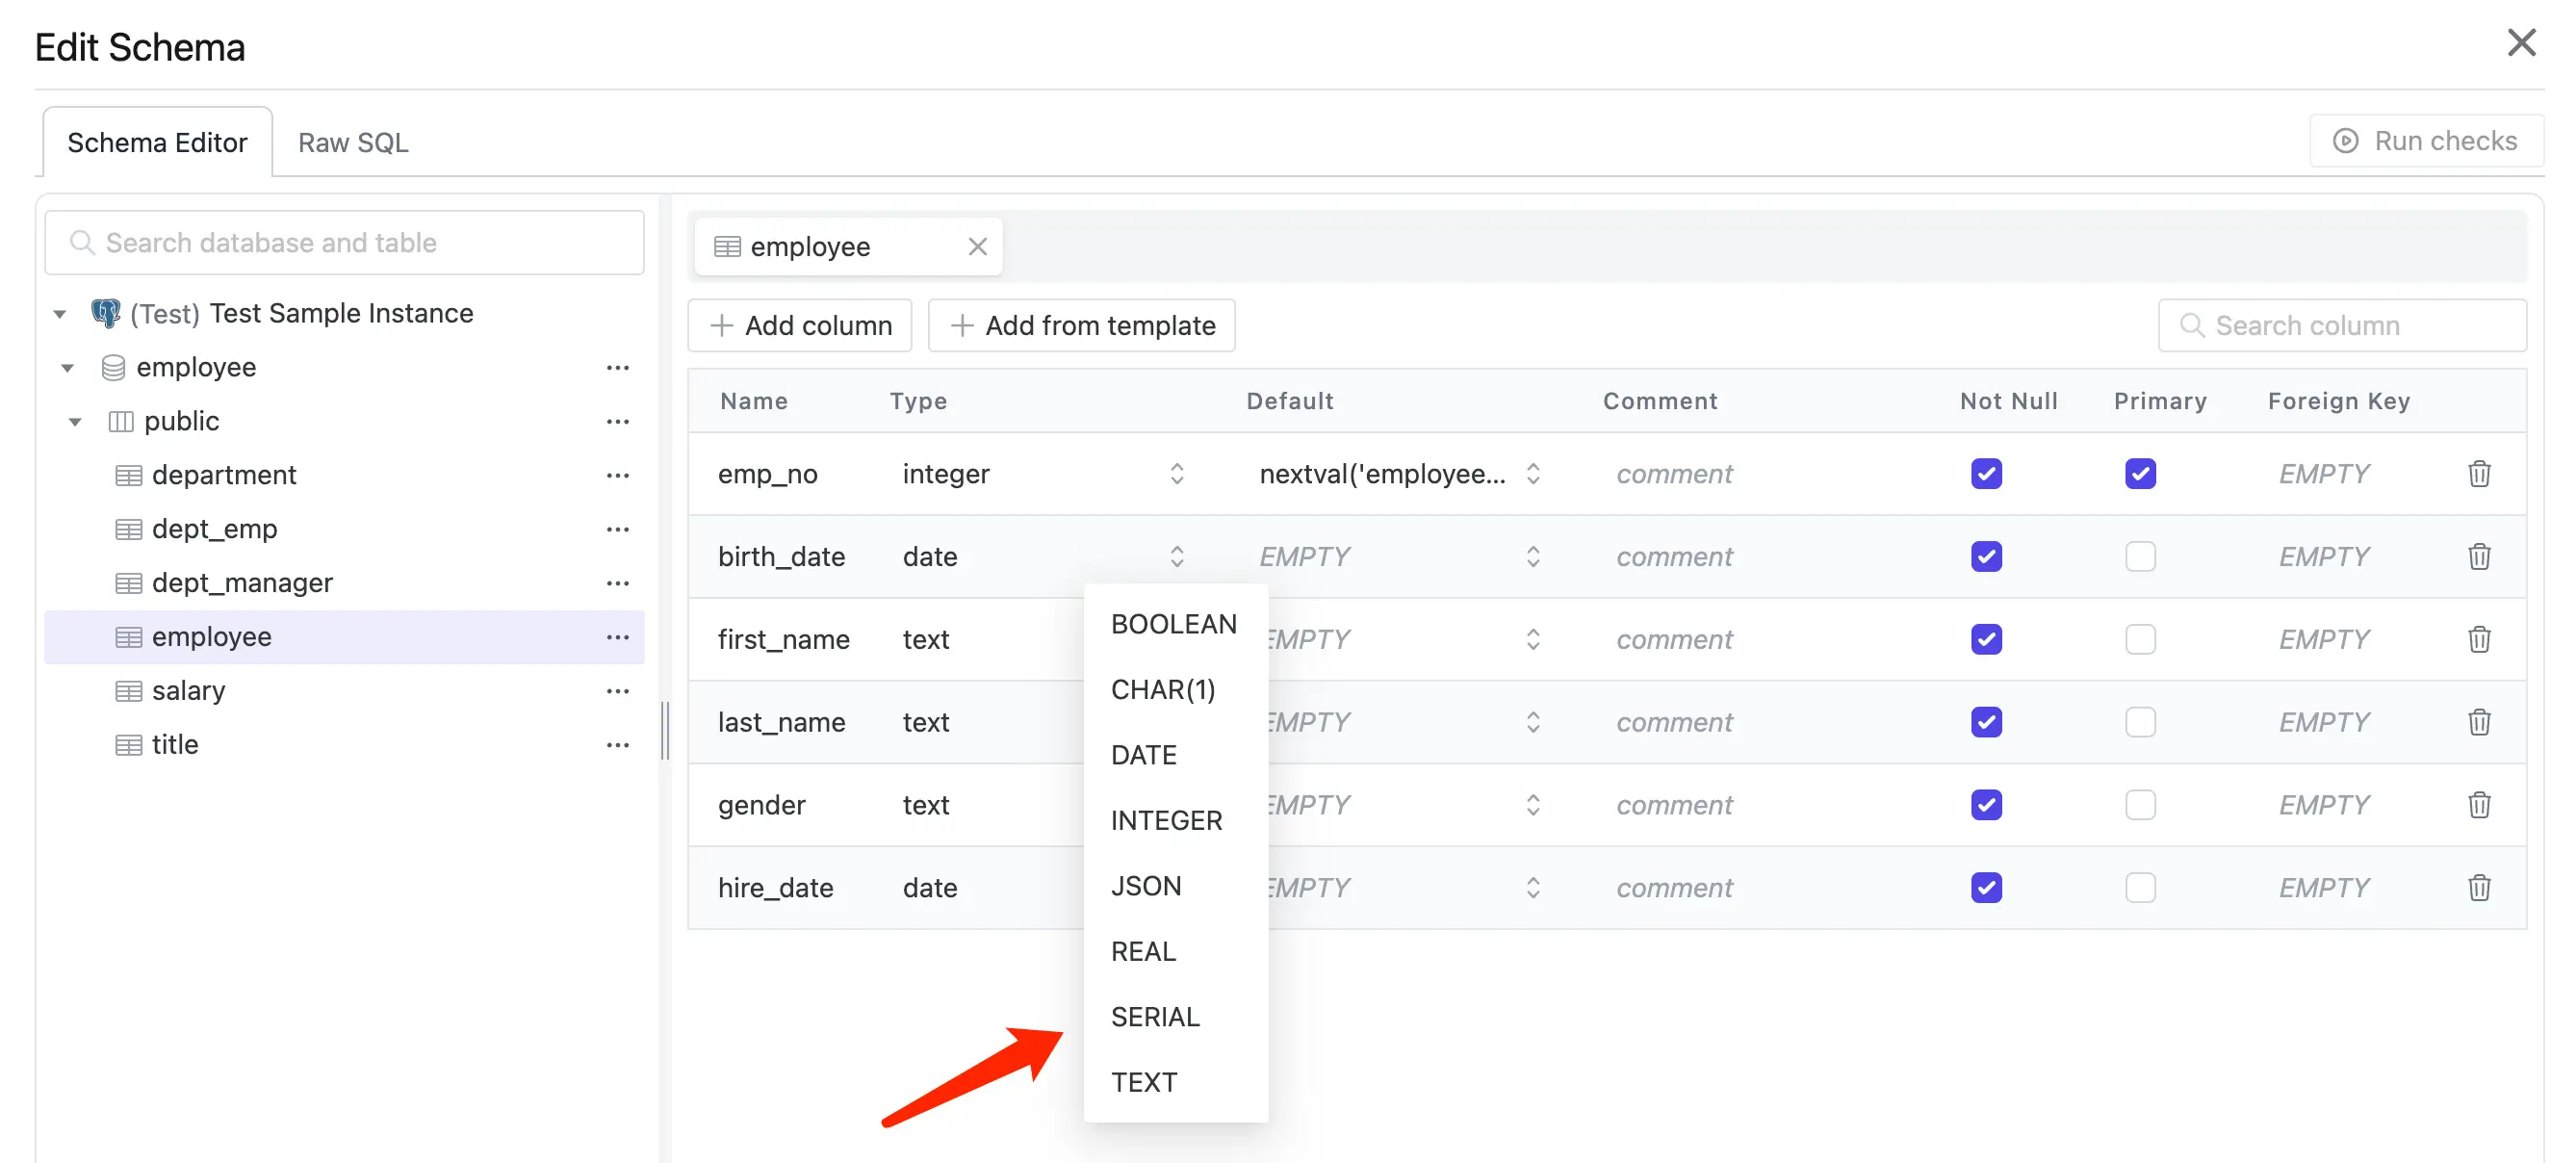 Edit Schema
Schema Editor
Raw SQL
Run checks
Search database and table
(Test) Test Sample Instance
employee
public
department
dept_emp
dept_manager
employee
salary
title
employee
Add column
Add from template
Search column
Name Type Default Comment Not Null Primary Foreign Key
emp_no integer nextval('employee... comment EMPTY
birth_date date EMPTY comment EMPTY
first_name text EMPTY comment EMPTY
last_name text EMPTY comment EMPTY
gender text EMPTY comment EMPTY
hire_date date EMPTY comment EMPTY
BOOLEAN
CHAR(1)
DATE
INTEGER
JSON
REAL
SERIAL
TEXT